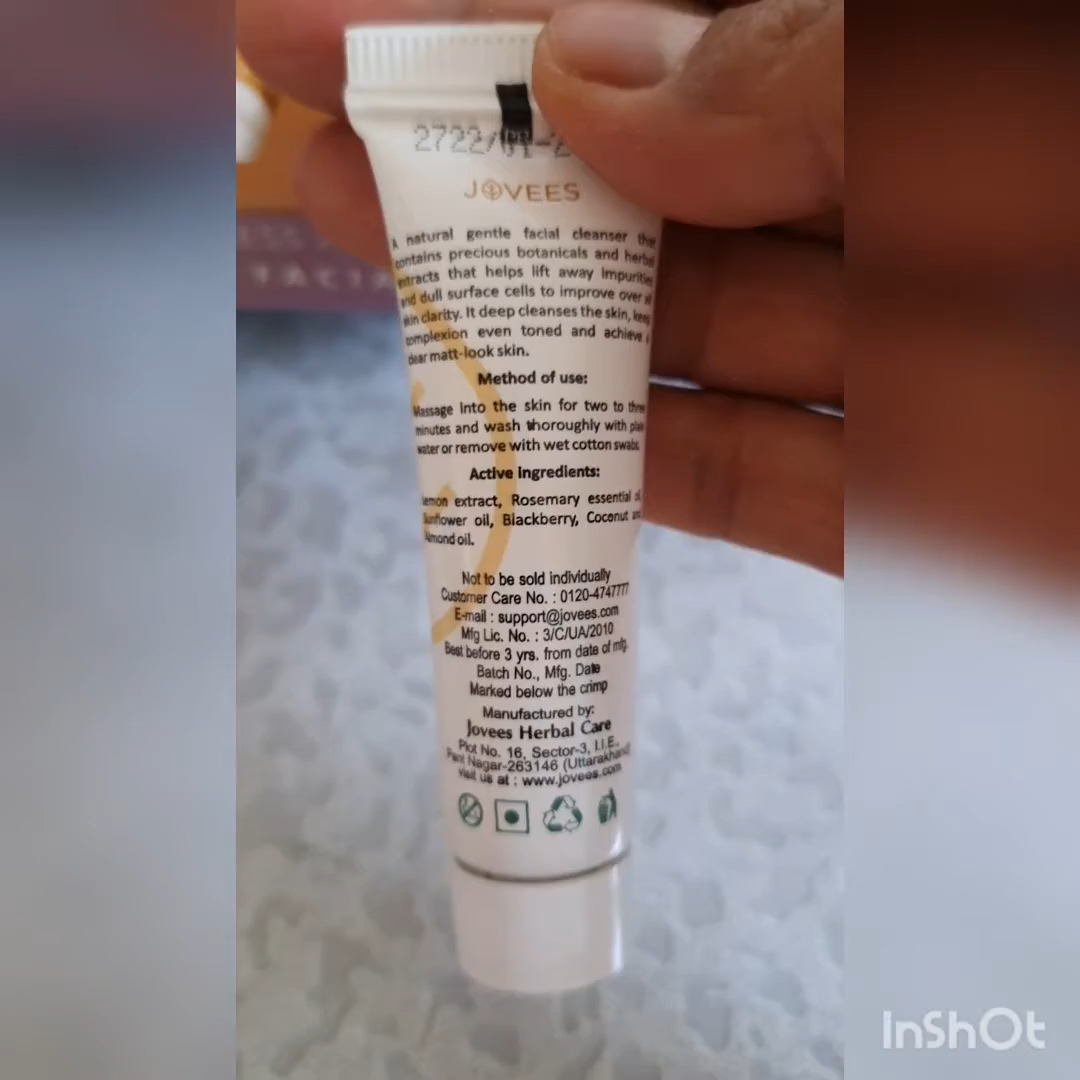 2722/
JOVEES
A natural gentle facial cleanser that
contains precious botanicals and herbal
extracts that helps lift away impurities
and dull surface cells to improve over all
skin clarity. It deep cleanses the skin, keep
complexion even toned and achieve a
clear matt-look skin.
Method of use:
Massage into the skin for two to three
minutes and wash thoroughly with plain
water or remove with wet cotton swabs.
Active ingredients:
Lemon extract, Rosemary essential oil,
Sunflower oil, Blackberry, Coconut and
Almond oil.
Not to be sold individually
Customer Care No. : 0120-4747777
E-mail : support@jovees.com
Mfg Lic. No. : 3/C/UA/2010
Best before 3 yrs. from date of mfg.
Batch No., Mfg. Date
Marked below the crimp
Manufactured by:
Jovees Herbal Care
Plot No. 16, Sector-3, I.I.E.,
Pant Nagar-263146 (Uttarakhand)
visit us at : www.jovees.com
FACIA
InShOt